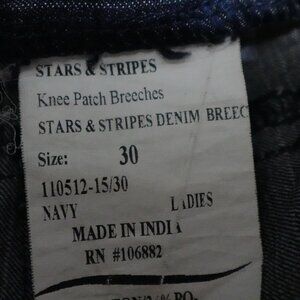 STARS & STRIPES
Knee Patch Breeches
STARS & STRIPES DENIM BREEC
Size: 30
110512-15/30
NAVY LADIES
MADE IN INDIA
RN #106882